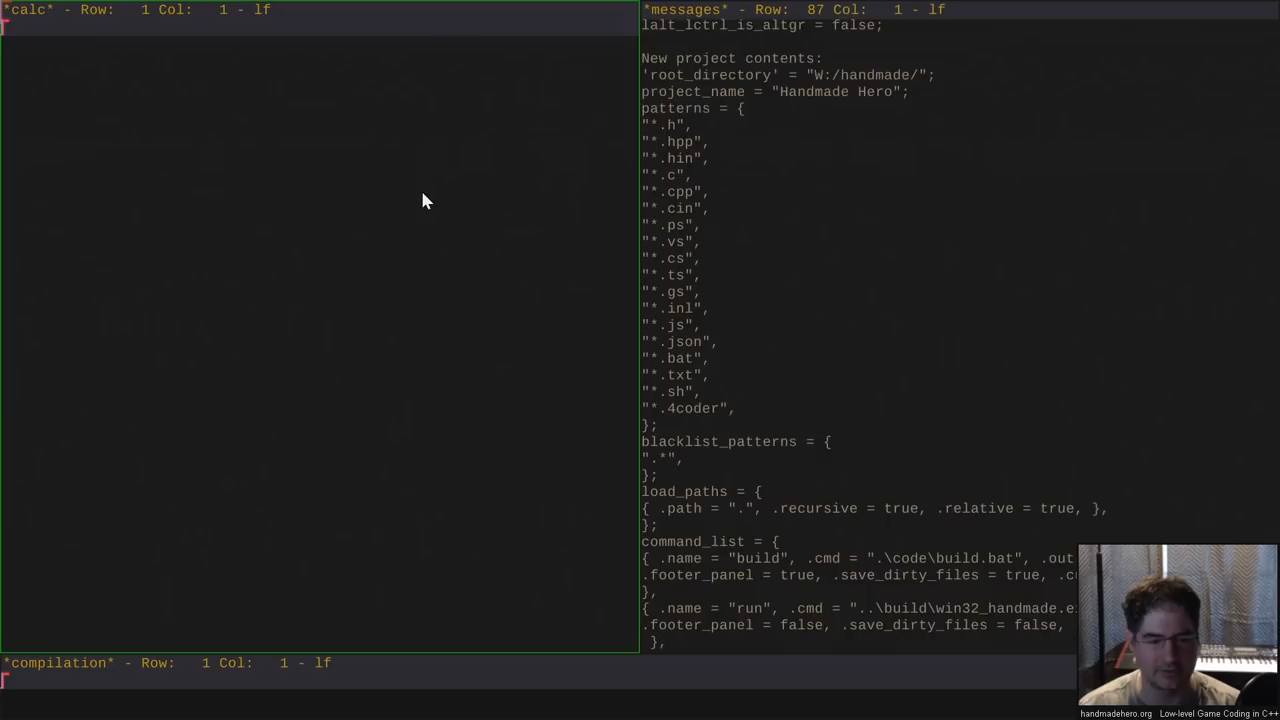 *calc* - Row:   1 Col:   1 - lf
*messages* - Row:  87 Col:   1 - lf
lalt_lctrl_is_altgr = false;
New project contents:
'root_directory' = "W:/handmade/";
project_name = "Handmade Hero";
patterns = {
"*.h",
"*.hpp",
"*.hin",
"*.c",
"*.cpp",
"*.cin",
"*.ps",
"*.vs",
"*.cs",
"*.ts",
"*.gs",
"*.inl",
"*.js",
"*.json",
"*.bat",
"*.txt",
"*.sh",
"*.4coder",
};
blacklist_patterns = {
".*",
};
load_paths = {
{ .path = ".", .recursive = true, .relative = true, },
};
command_list = {
{ .name = "build", .cmd = ".\code\build.bat", .out
.footer_panel = true, .save_dirty_files = true, .cu
},
{ .name = "run", .cmd = "..\build\win32_handmade.e
.footer_panel = false, .save_dirty_files = false,
},
*compilation* - Row:   1 Col:   1 - lf
handmadehero.org   Low-level Game Coding in C++